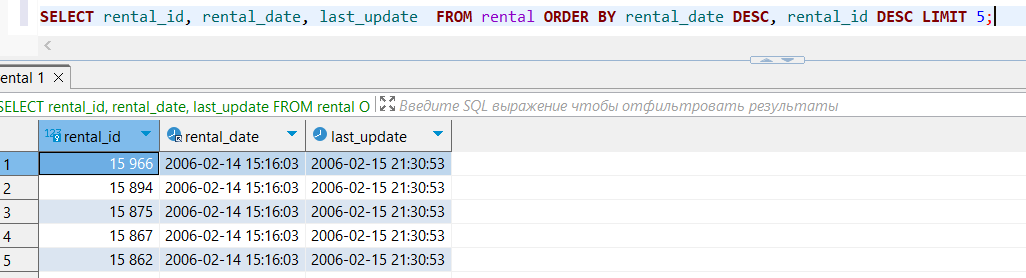 SELECT rental_id, rental_date, last_update  FROM rental ORDER BY rental_date DESC, rental_id DESC LIMIT 5;
ental 1
SELECT rental_id, rental_date, last_update FROM rental O Введите SQL выражение чтобы отфильтровать результаты
123 rental_id rental_date last_update
1 15 966 2006-02-14 15:16:03 2006-02-15 21:30:53
2 15 894 2006-02-14 15:16:03 2006-02-15 21:30:53
3 15 875 2006-02-14 15:16:03 2006-02-15 21:30:53
4 15 867 2006-02-14 15:16:03 2006-02-15 21:30:53
5 15 862 2006-02-14 15:16:03 2006-02-15 21:30:53